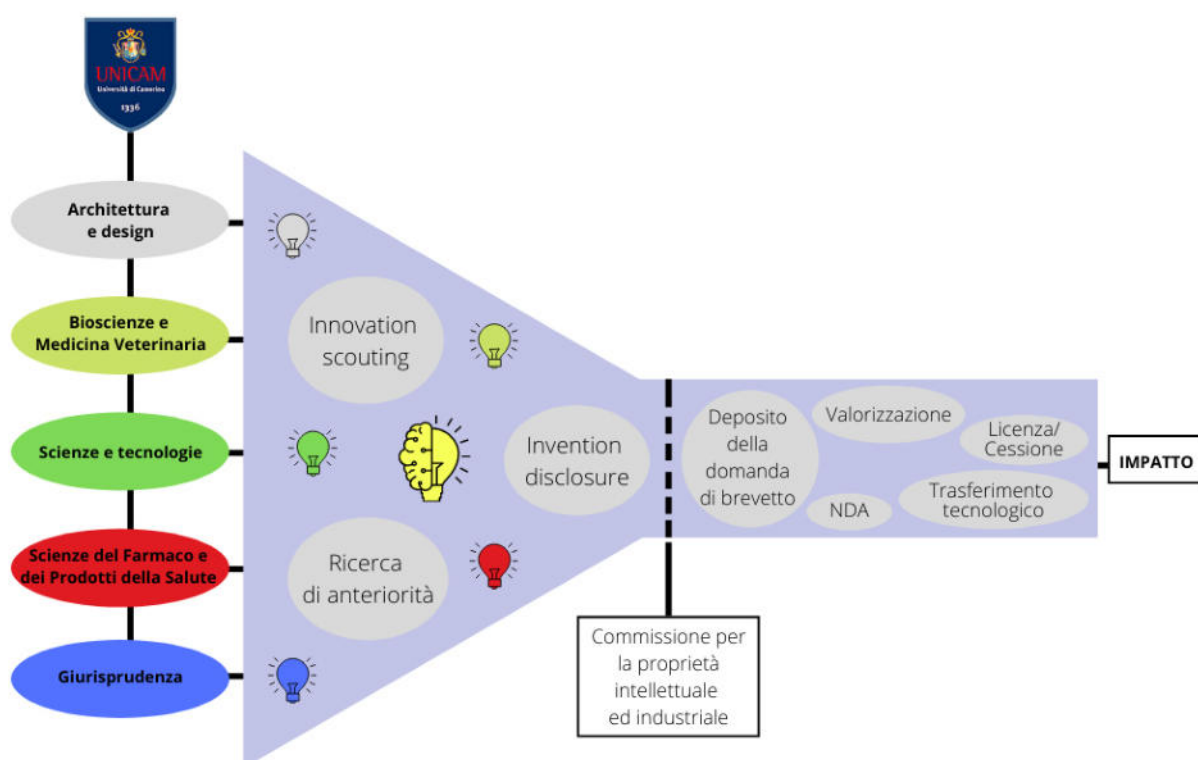 UNICAM
Università di Camerino
1336
Architettura
e design
Bioscienze e
Medicina Veterinaria
Scienze e tecnologie
Scienze del Farmaco e
dei Prodotti della Salute
Giurisprudenza
Innovation
scouting
Invention
disclosure
Ricerca
di anteriorità
Commissione per
la proprietà
intellettuale
ed industriale
Deposito
della
domanda
di brevetto
Valorizzazione
Licenza/
Cessione
NDA
Trasferimento
tecnologico
IMPATTO